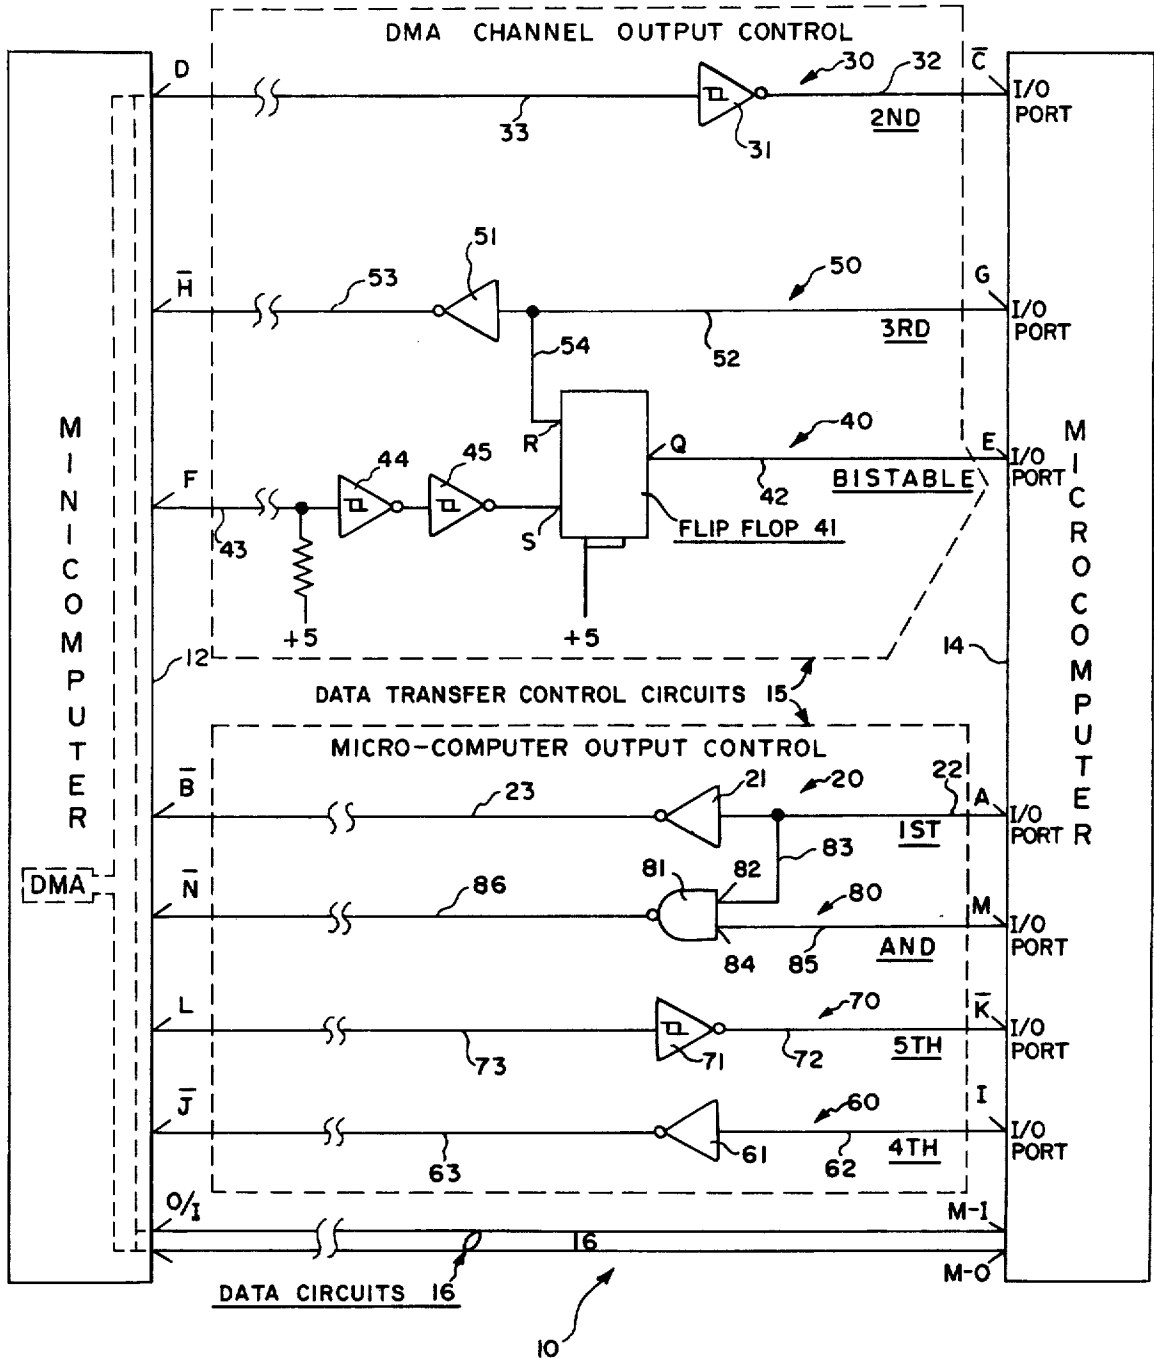 DMA CHANNEL OUTPUT CONTROL
D
30
32
C̅
I/O PORT
33
31
2ND
51
H̅
53
50
G
I/O PORT
54
52
3RD
R
Q
40
E
I/O PORT
F
44
45
42
BISTABLE
43
S
FLIP FLOP 41
+5
+5
MINICOMPUTER
MICROCOMPUTER
12
14
DATA TRANSFER CONTROL CIRCUITS 15
MICRO-COMPUTER OUTPUT CONTROL
B̅
23
21
20
22
A
I/O PORT
1ST
83
DMA
N̅
86
81
82
80
M
I/O PORT
84
85
AND
L
70
K̅
I/O PORT
73
71
72
5TH
J̅
60
I
I/O PORT
63
61
62
4TH
O/I
M-I
6
M-O
DATA CIRCUITS 16
10